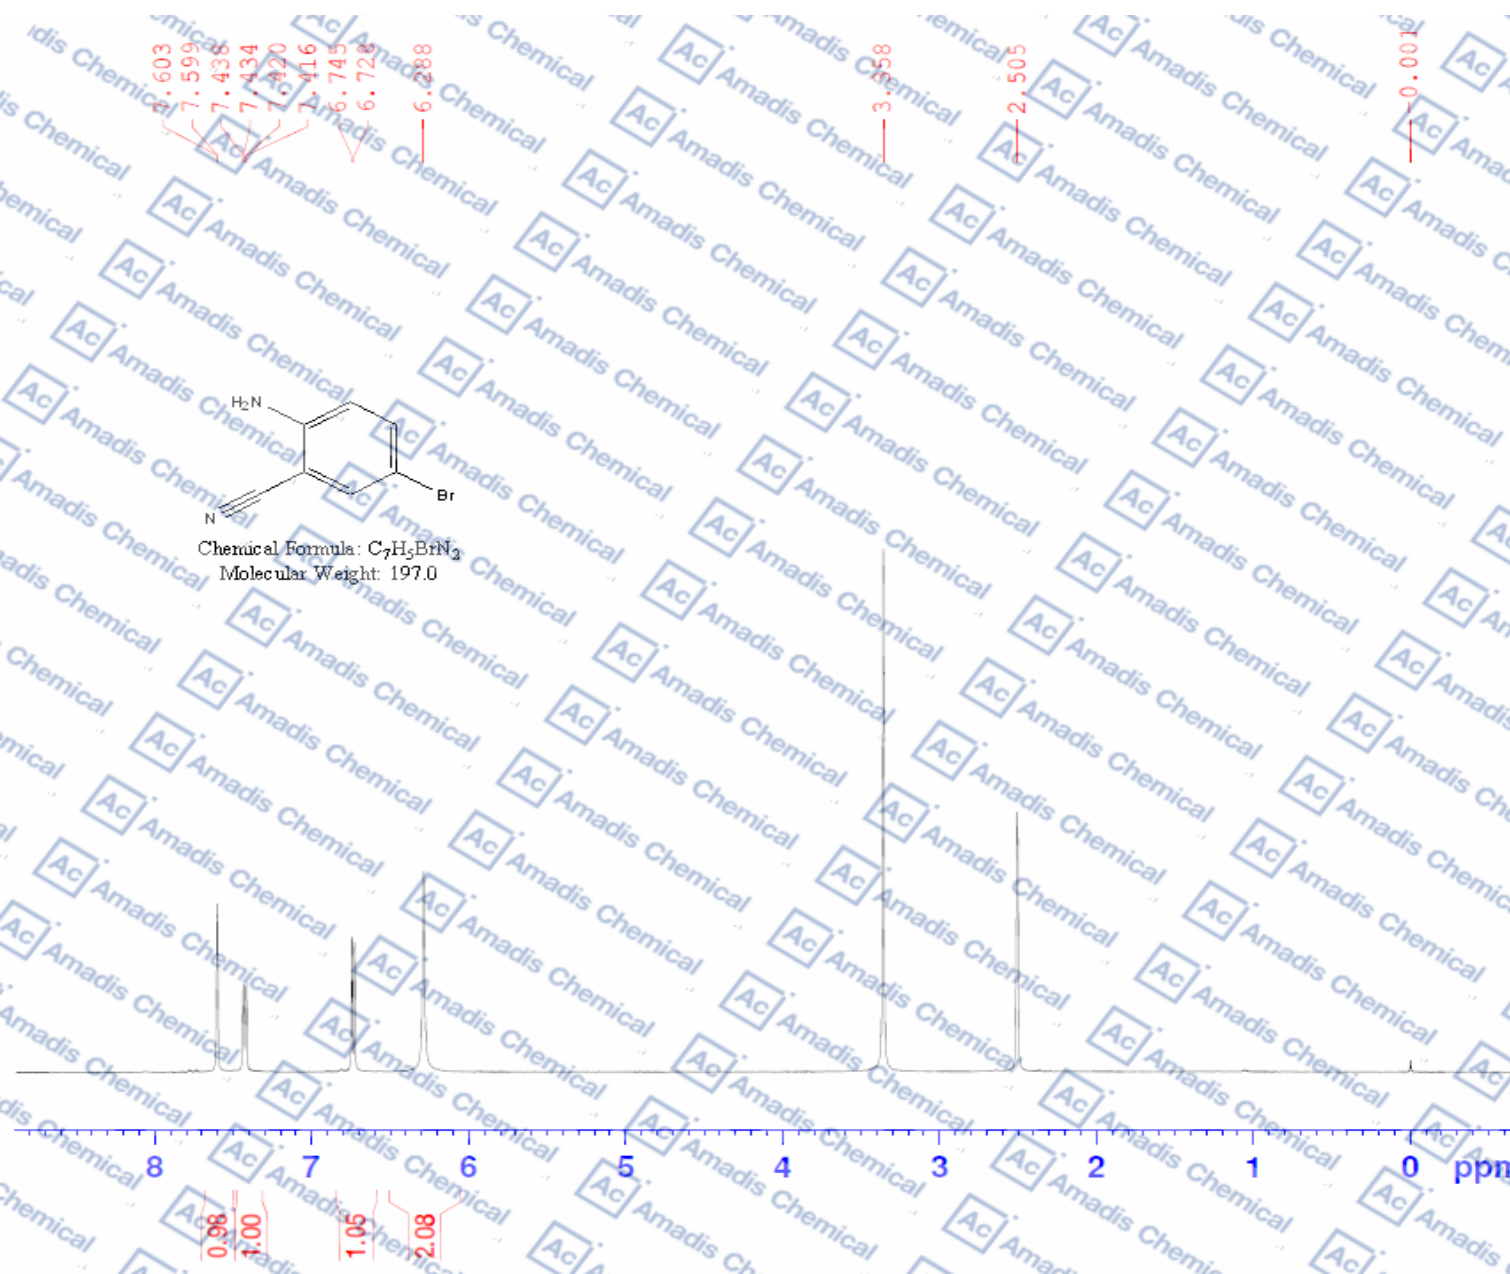 7.603
7.599
7.438
7.434
7.420
7.416
6.745
6.728
6.288
3.358
2.505
-0.001
H₂N
Br
N
Chemical Formula: C₇H₅BrN₂
Molecular Weight: 197.0
8 7 6 5 4 3 2 1 0 ppm
0.98
1.00
1.05
2.08
Ac Amadis Chemical